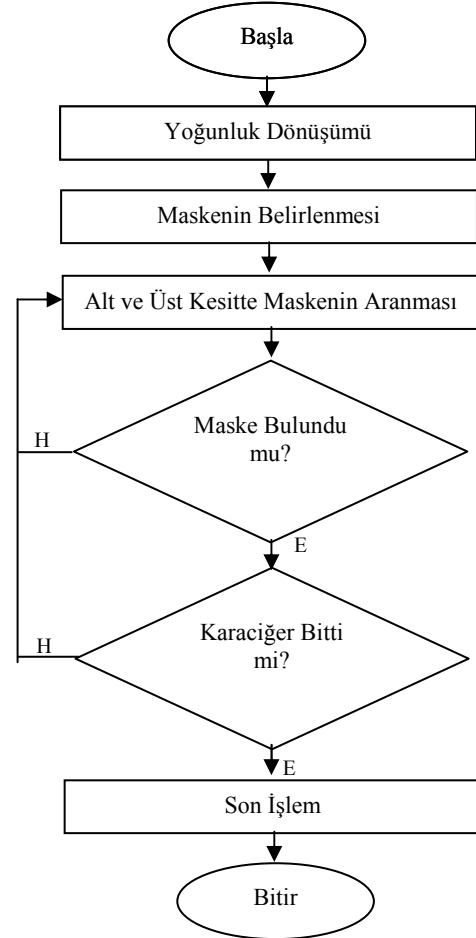 Başla
Yoğunluk Dönüşümü
Maskenin Belirlenmesi
Alt ve Üst Kesitte Maskenin Aranması
Maske Bulundu
mu?
H
E
Karaciğer Bitti
mi?
H
E
Son İşlem
Bitir